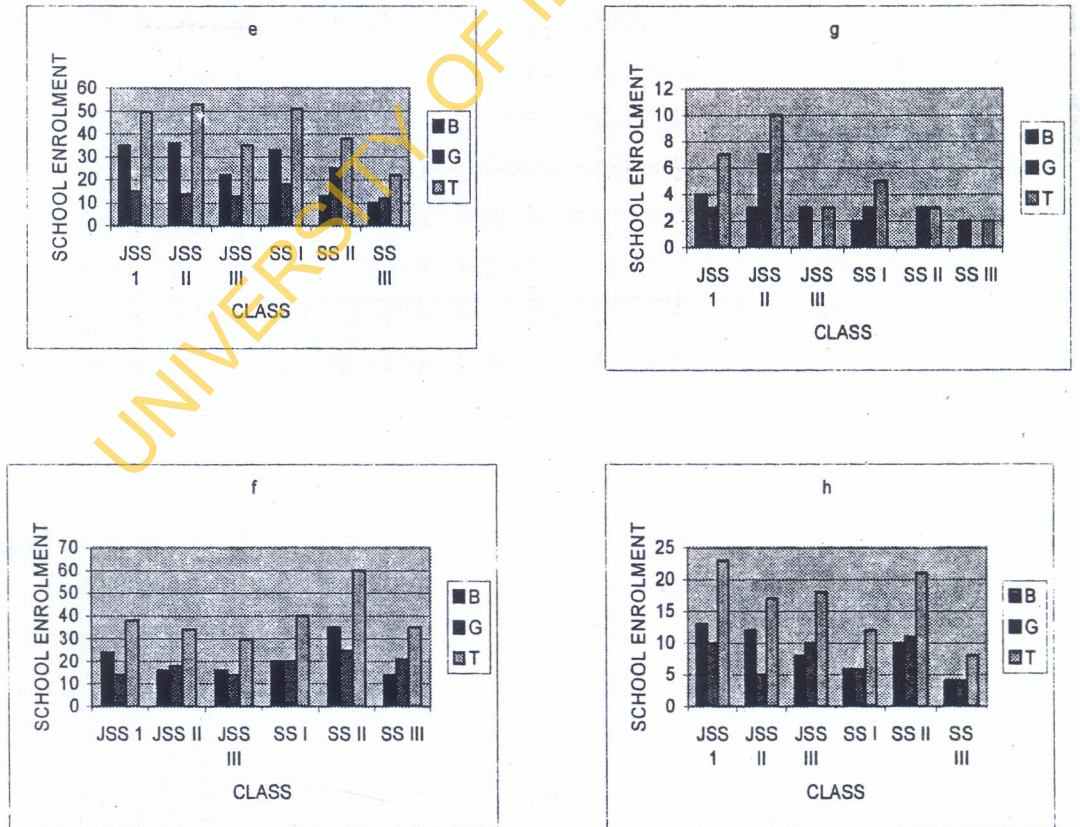 e
SCHOOL ENROLMENT
60
50
40
30
20
10
0
JSS 1
JSS II
JSS III
SS I
SS II
SS III
CLASS
B
G
T
g
SCHOOL ENROLMENT
12
10
8
6
4
2
0
JSS 1
JSS II
JSS III
SS I
SS II
SS III
CLASS
B
G
T
f
SCHOOL ENROLMENT
70
60
50
40
30
20
10
0
JSS 1
JSS II
JSS III
SS I
SS II
SS III
CLASS
B
G
T
h
SCHOOL ENROLMENT
25
20
15
10
5
0
JSS 1
JSS II
JSS III
SS I
SS II
SS III
CLASS
B
G
T
UNIVERSITY OF